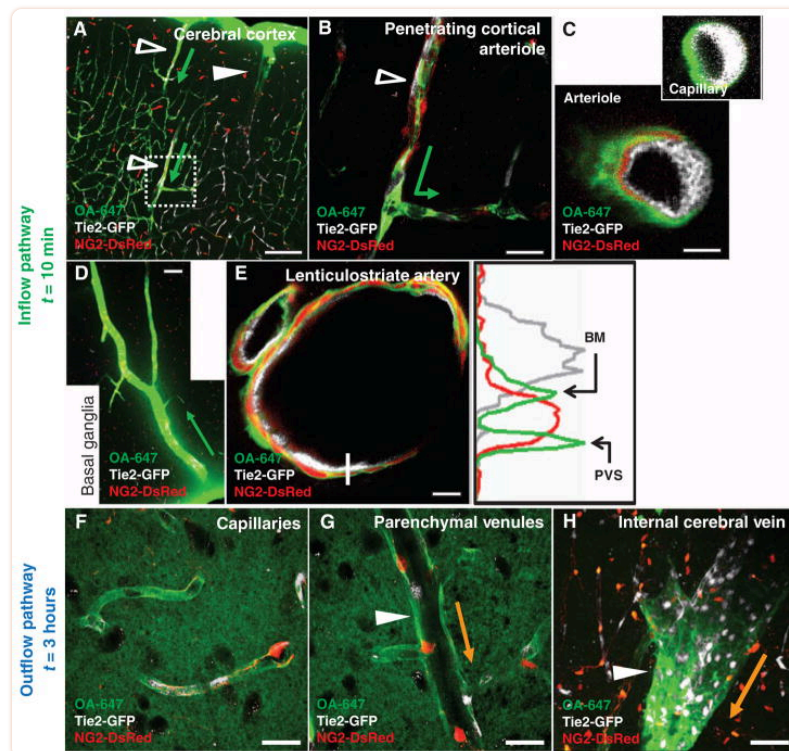 Inflow pathway
t = 10 min
A
Cerebral cortex
OA-647
Tie2-GFP
NG2-DsRed
B
Penetrating cortical
arteriole
OA-647
Tie2-GFP
NG2-DsRed
C
Capillary
Arteriole
OA-647
Tie2-GFP
NG2-DsRed
D
Basal ganglia
OA-647
Tie2-GFP
NG2-DsRed
E
Lenticulostriate artery
OA-647
Tie2-GFP
NG2-DsRed
BM
PVS
Outflow pathway
t = 3 hours
F
Capillarjes
OA-647
Tie2-GFP
NG2-DsRed
G
Parenchymal venules
OA-647
Tie2-GFP
NG2-DsRed
H
Internal cerebral vein
OA-647
Tie2-GFP
NG2-DsRed